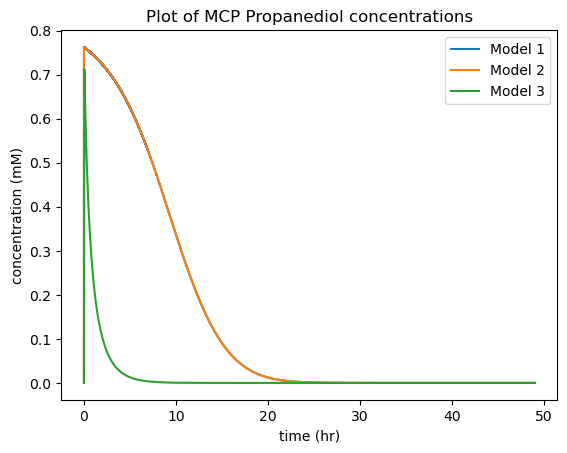 Plot of MCP Propanediol concentrations
Model 1
Model 2
Model 3
concentration (mM)
0.8
0.7
0.6
0.5
0.4
0.3
0.2
0.1
0.0
0 10 20 30 40 50
time (hr)